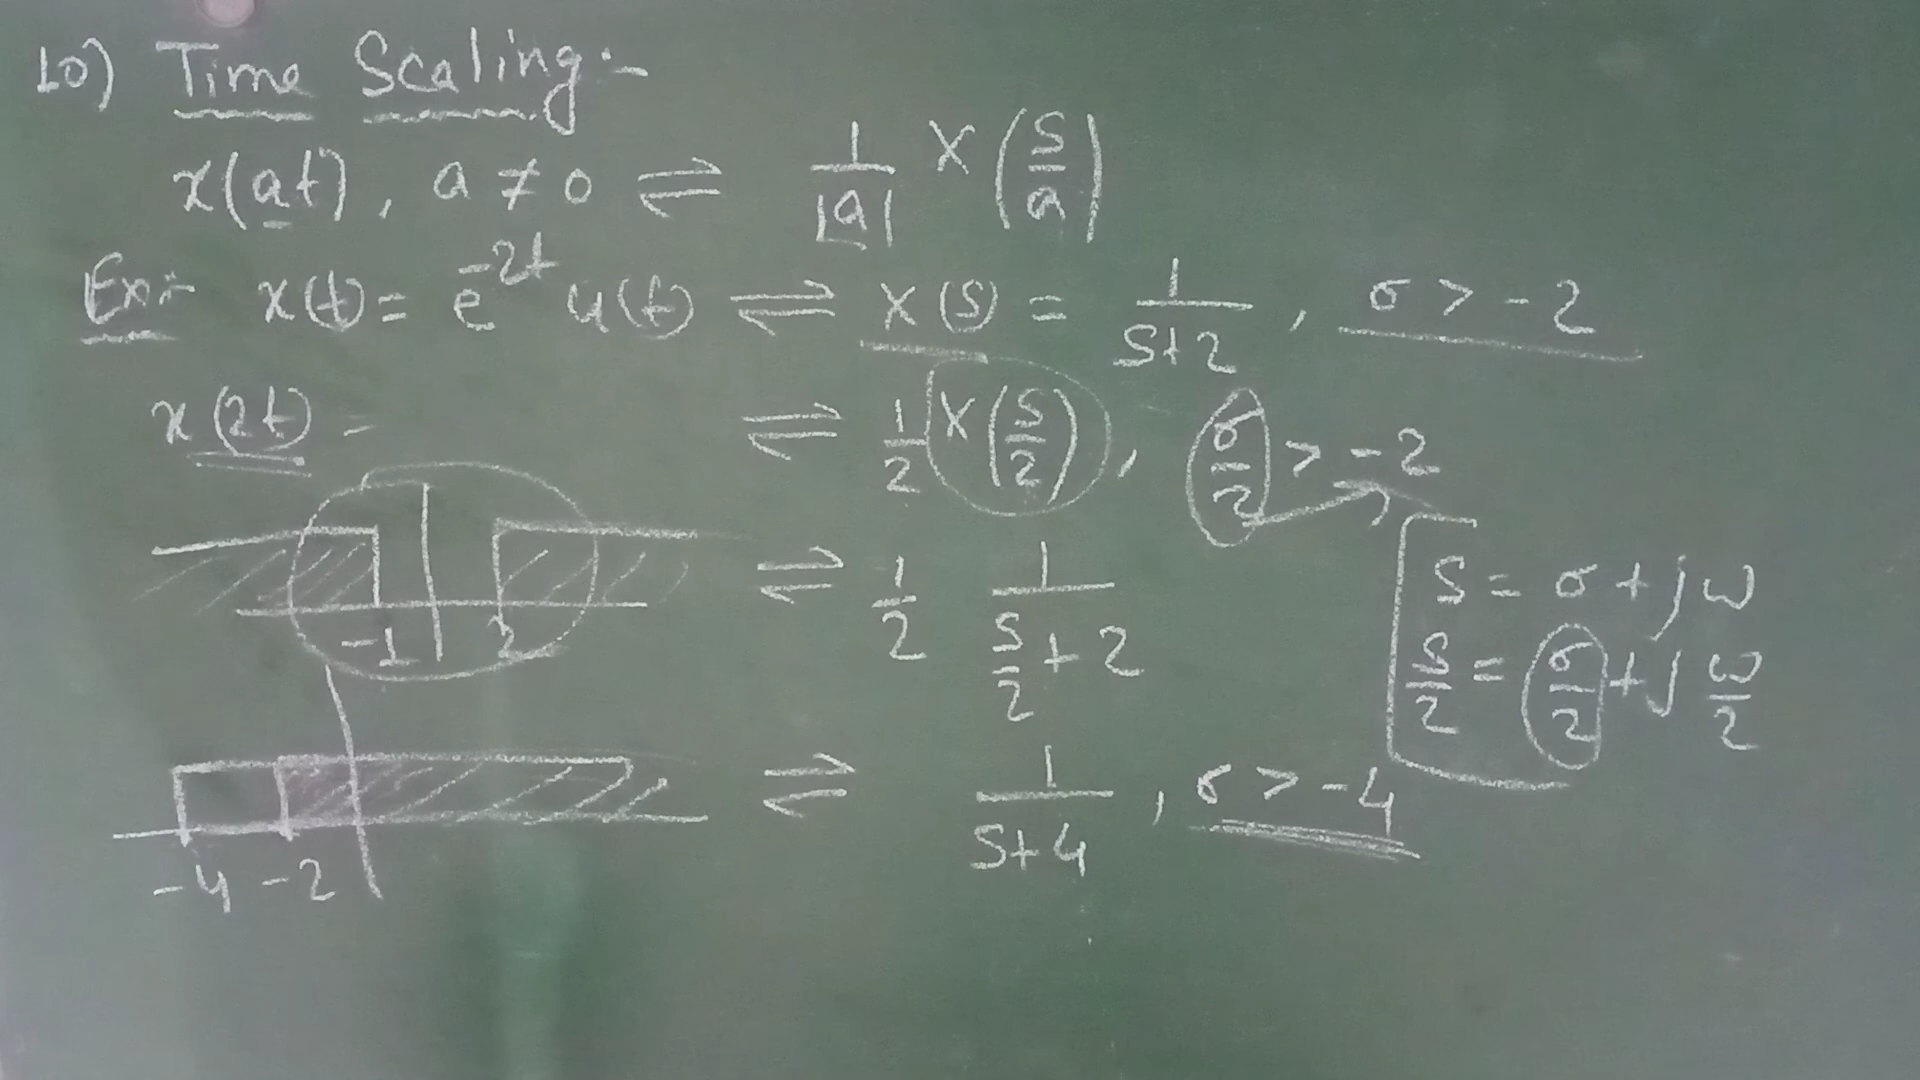 10) Time Scaling:-
x(at), a ≠ 0 ⇌ 1/|a| X(s/a)
Ex:- x(t) = e^{-2t} u(t) ⇌ X(s) = 1/(s+2), σ > -2
x(2t) - ⇌ 1/2 X(s/2), σ/2 > -2
-1 2 ⇌ 1/2 1/(s/2 + 2)
s = σ + jω
s/2 = σ/2 + j ω/2
-4 -2 ⇌ 1/(s+4), σ > -4